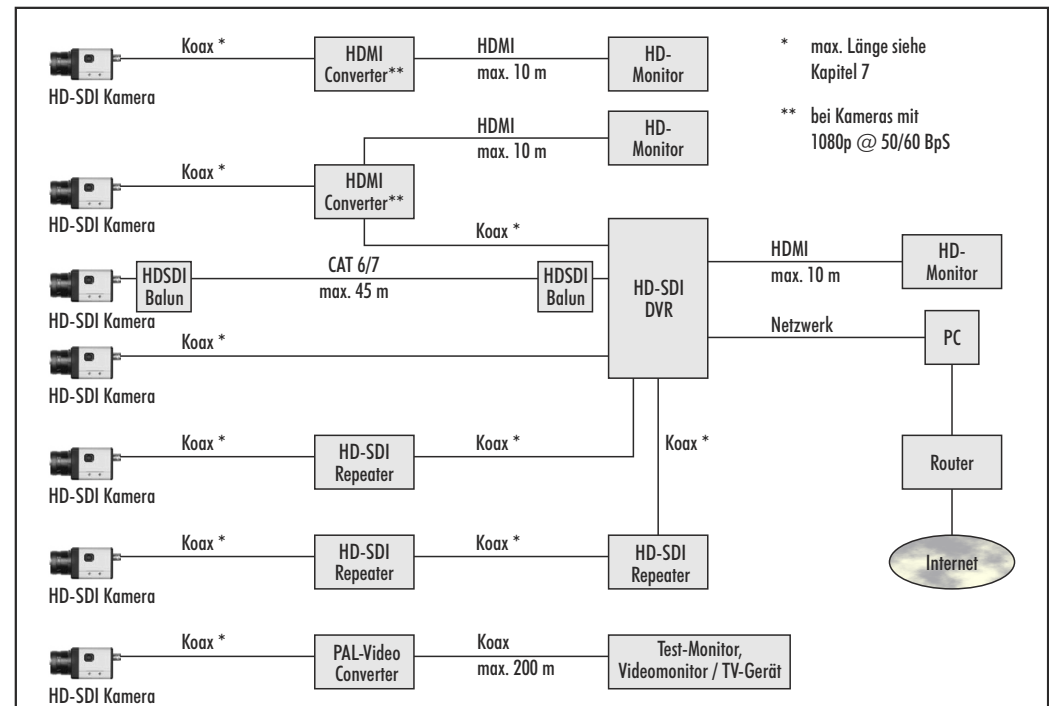 Koax *
HDMI
Converter**
HDMI
max. 10 m
HD-
Monitor
HD-SDI Kamera
* max. Länge siehe
Kapitel 7
** bei Kameras mit
1080p @ 50/60 BpS
HDMI
max. 10 m
HD-
Monitor
Koax *
HDMI
Converter**
HD-SDI Kamera
Koax *
HDSDI
Balun
CAT 6/7
max. 45 m
HDSDI
Balun
HD-SDI Kamera
HD-SDI
DVR
HDMI
max. 10 m
HD-
Monitor
Netzwerk
PC
Koax *
HD-SDI Kamera
Koax *
HD-SDI
Repeater
Koax *
HD-SDI Kamera
Koax *
Router
Koax *
HD-SDI
Repeater
Koax *
HD-SDI
Repeater
HD-SDI Kamera
Internet
Koax *
PAL-Video
Converter
Koax
max. 200 m
Test-Monitor,
Videomonitor / TV-Gerät
HD-SDI Kamera